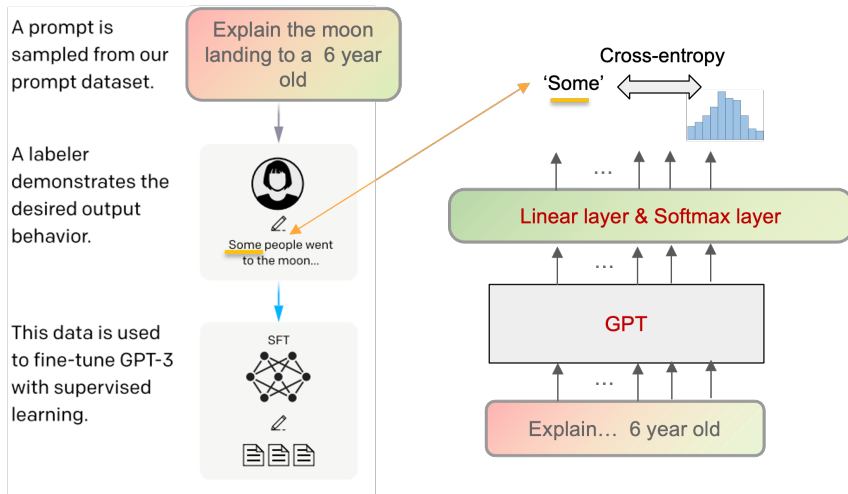 A prompt is
sampled from our
prompt dataset.
Explain the moon
landing to a 6 year
old
A labeler
demonstrates the
desired output
behavior.
Some people went
to the moon...
This data is used
to fine-tune GPT-3
with supervised
learning.
SFT
Cross-entropy
‘Some’
...
Linear layer & Softmax layer
...
GPT
...
Explain... 6 year old